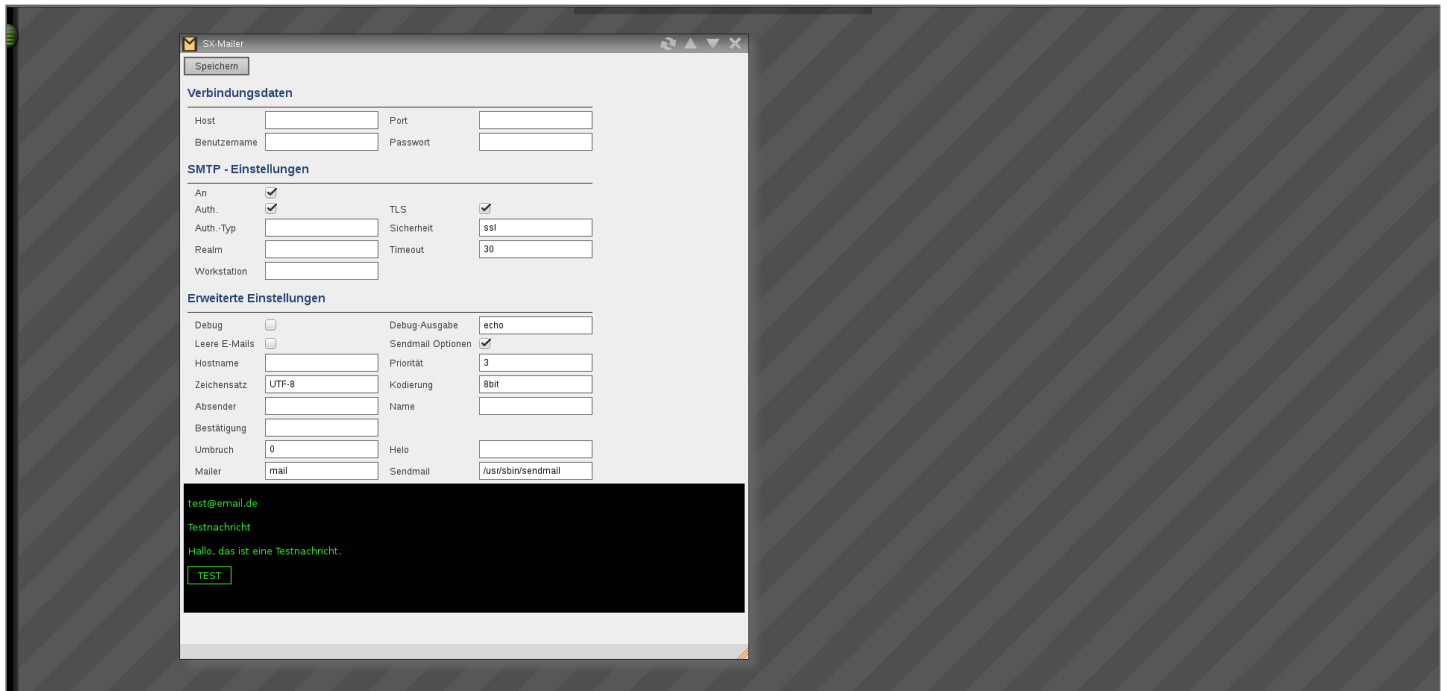 SX-Mailer
Speichern
Verbindungsdaten
Host Port
Benutzername Passwort
SMTP - Einstellungen
An
Auth. TLS
Auth.-Typ Sicherheit ssl
Realm Timeout 30
Workstation
Erweiterte Einstellungen
Debug Debug-Ausgabe echo
Leere E-Mails Sendmail Optionen
Hostname Priorität 3
Zeichensatz UTF-8 Kodierung 8bit
Absender Name
Bestätigung
Umbruch 0 Helo
Mailer mail Sendmail /usr/sbin/sendmail
test@email.de
Testnachricht
Hallo, das ist eine Testnachricht.
TEST